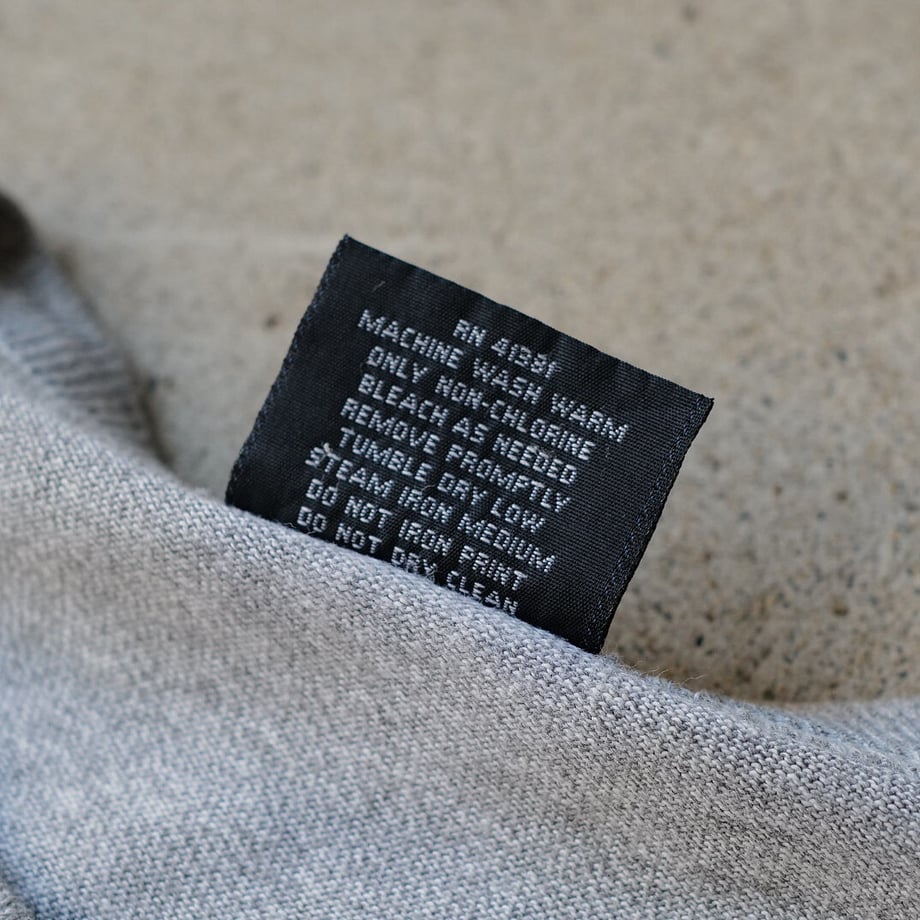 RN 41381
MACHINE WASH WARM
ONLY NON-CHLORINE
BLEACH AS NEEDED
REMOVE PROMPTLY
TUMBLE DRY LOW
STEAM IRON MEDIUM
DO NOT IRON PRINT
DO NOT DRY CLEAN